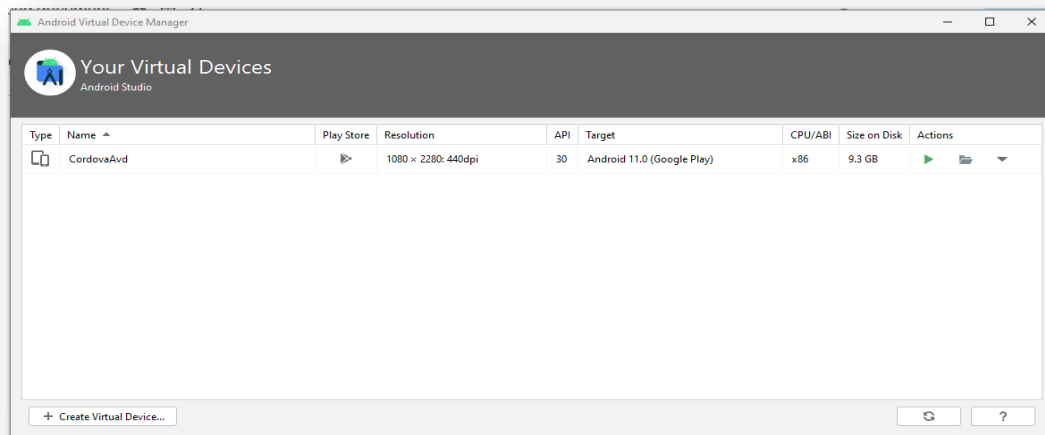 Android Virtual Device Manager
Your Virtual Devices
Android Studio
Type Name Play Store Resolution API Target CPU/ABI Size on Disk Actions
CordovaAvd 1080 × 2280: 440dpi 30 Android 11.0 (Google Play) x86 9.3 GB
+ Create Virtual Device... ?